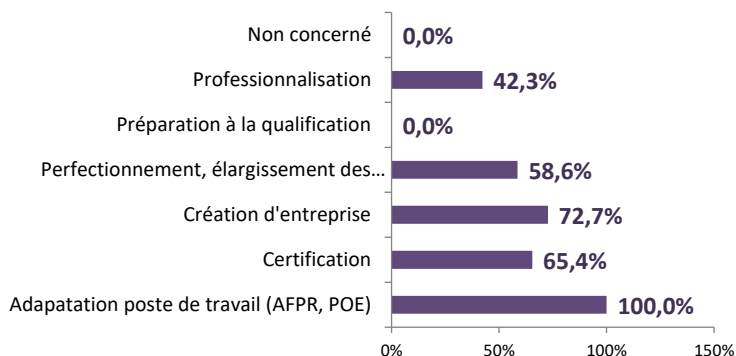 Non concerné 0,0%
Professionnalisation 42,3%
Préparation à la qualification 0,0%
Perfectionnement, élargissement des… 58,6%
Création d'entreprise 72,7%
Certification 65,4%
Adapatation poste de travail (AFPR, POE) 100,0%
0% 50% 100% 150%